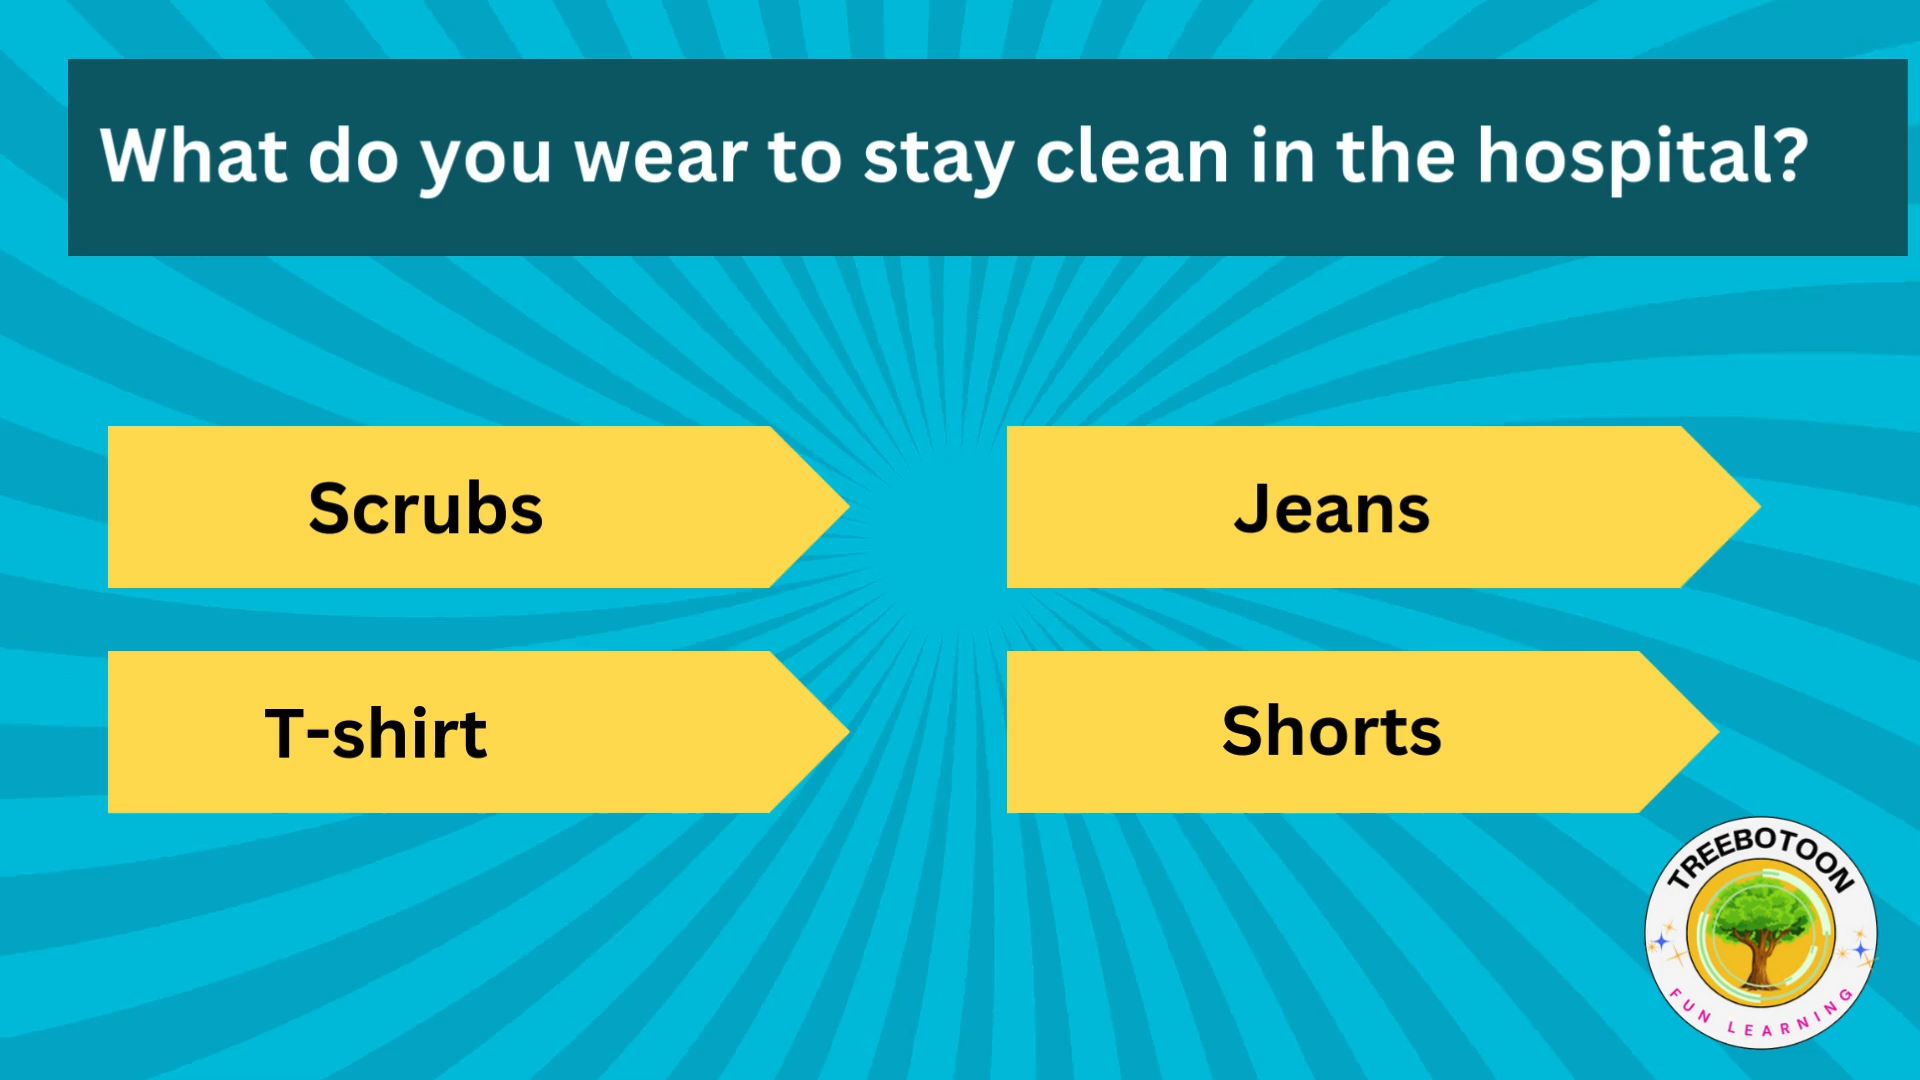 What do you wear to stay clean in the hospital?
Scrubs
Jeans
T-shirt
Shorts
TREEBOTOON
FUN LEARNING